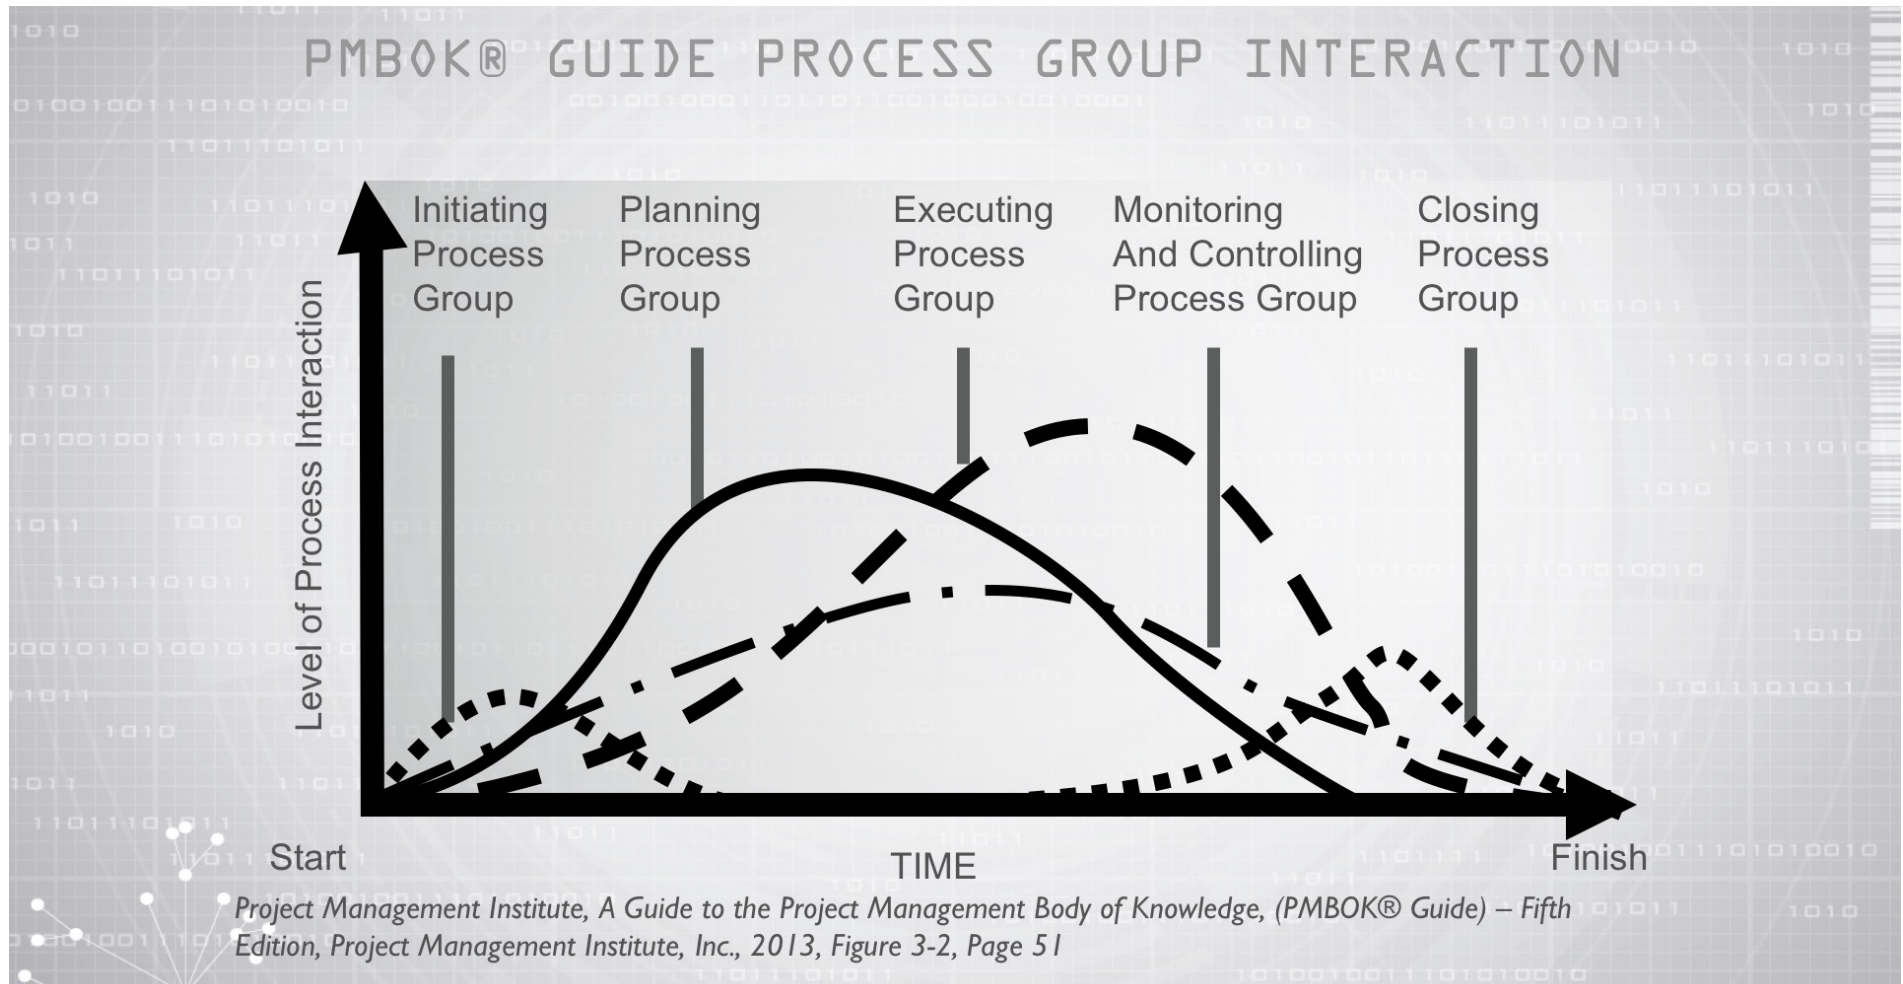 PMBOK® GUIDE PROCESS GROUP INTERACTION
Initiating
Process
Group
Planning
Process
Group
Executing
Process
Group
Monitoring
And Controlling
Process Group
Closing
Process
Group
Level of Process Interaction
Start
TIME
Finish
Project Management Institute, A Guide to the Project Management Body of Knowledge, (PMBOK® Guide) – Fifth
Edition, Project Management Institute, Inc., 2013, Figure 3-2, Page 51